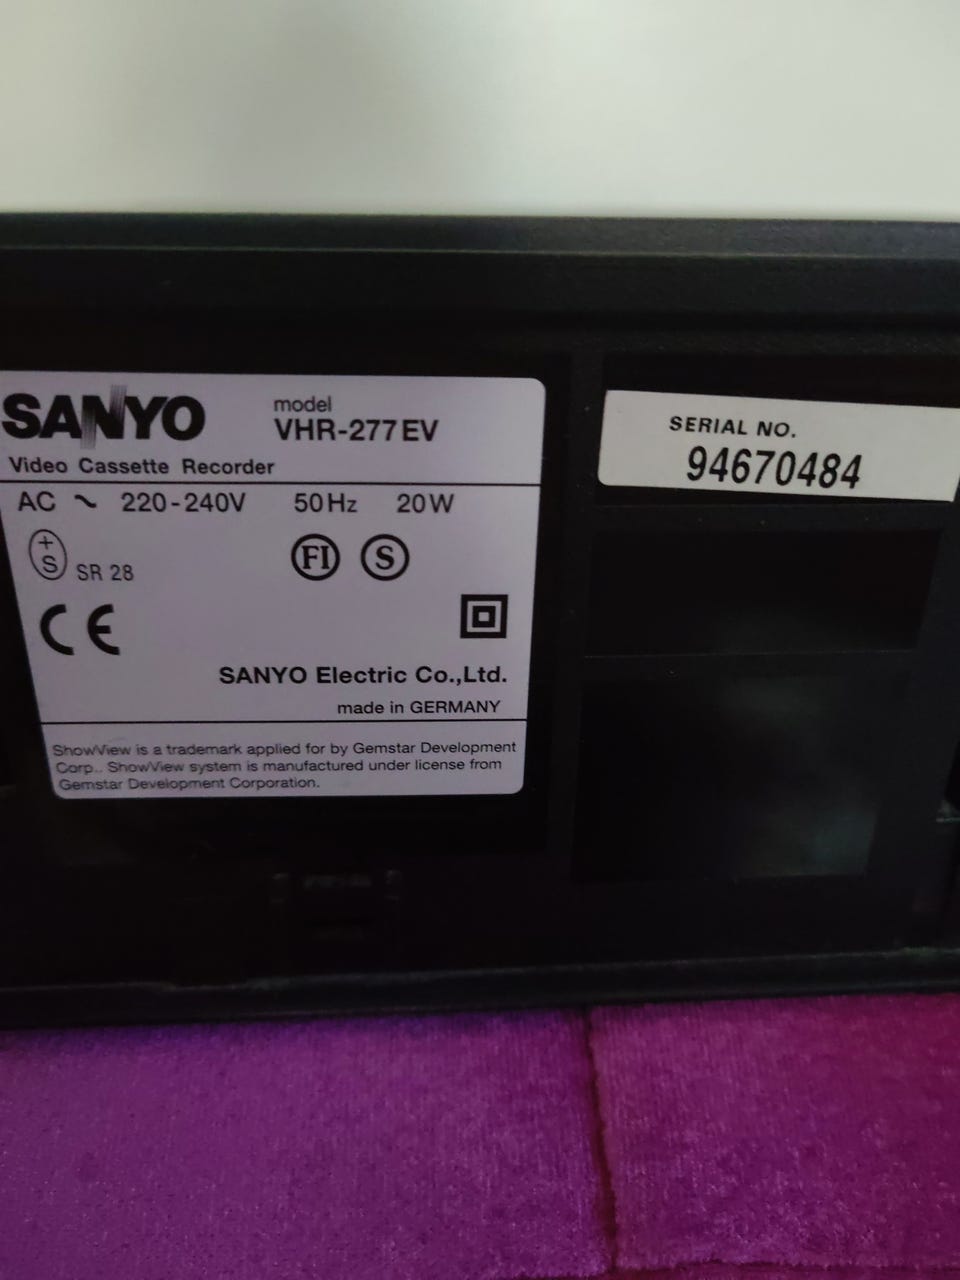 SANYO
model
VHR-277EV
Video Cassette Recorder
AC ~ 220-240V 50Hz 20W
+
S SR 28
FI S
CE
SANYO Electric Co.,Ltd.
made in GERMANY
ShowView is a trademark applied for by Gemstar Development
Corp.. ShowView system is manufactured under license from
Gemstar Development Corporation.
SERIAL NO.
94670484